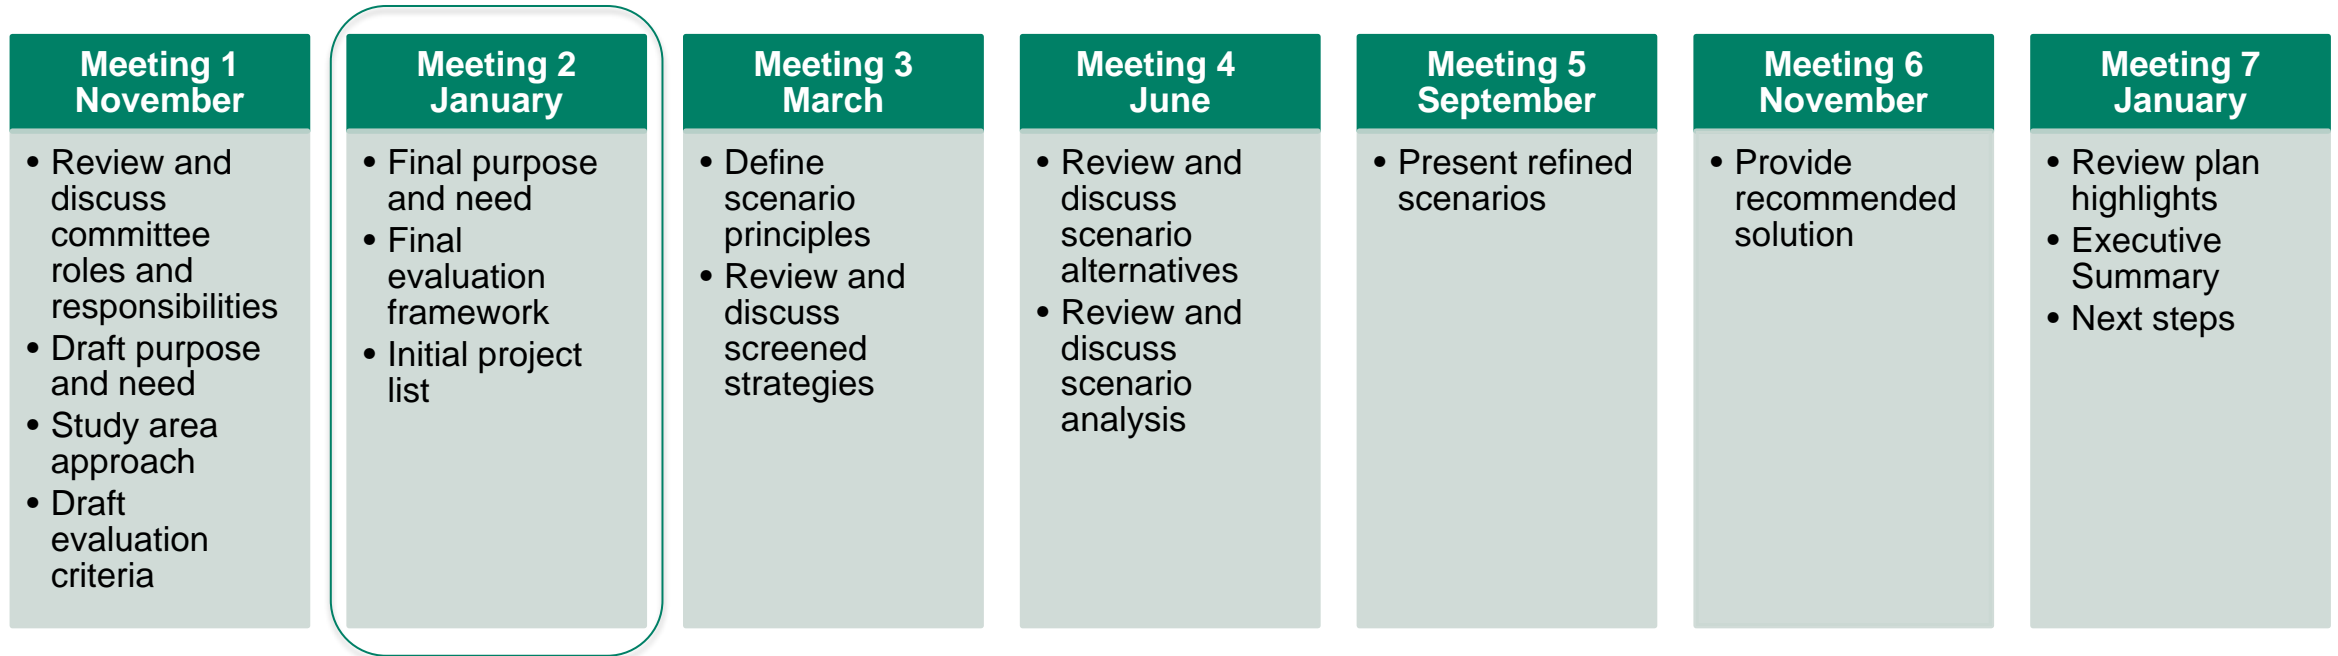 Meeting 1
November
• Review and
discuss
committee
roles and
responsibilities
• Draft purpose
and need
• Study area
approach
• Draft
evaluation
criteria
Meeting 2
January
• Final purpose
and need
• Final
evaluation
framework
• Initial project
list
Meeting 3
March
• Define
scenario
principles
• Review and
discuss
screened
strategies
Meeting 4
June
• Review and
discuss
scenario
alternatives
• Review and
discuss
scenario
analysis
Meeting 5
September
• Present refined
scenarios
Meeting 6
November
• Provide
recommended
solution
Meeting 7
January
• Review plan
highlights
• Executive
Summary
• Next steps